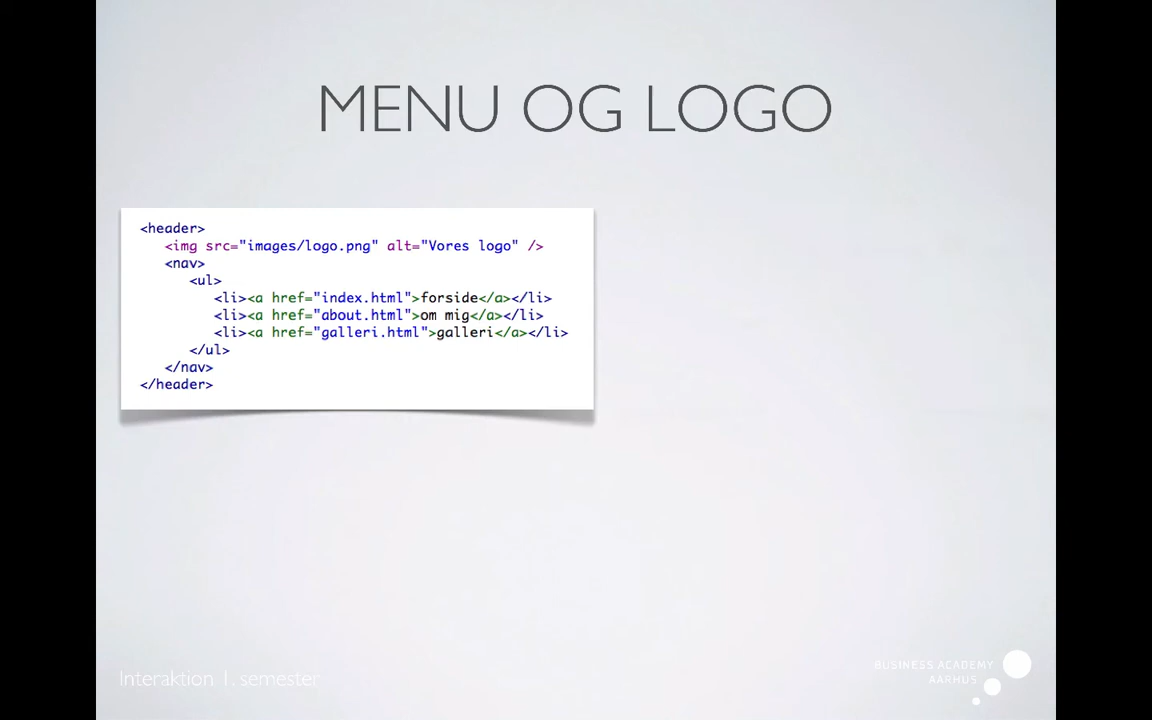 MENU OG LOGO
<header>
<img src="images/logo.png" alt="Vores logo" />
<nav>
<ul>
<li><a href="index.html">forside</a></li>
<li><a href="about.html">om mig</a></li>
<li><a href="galleri.html">galleri</a></li>
</ul>
</nav>
</header>
Interaktion 1. semester
BUSINESS ACADEMY
AARHUS